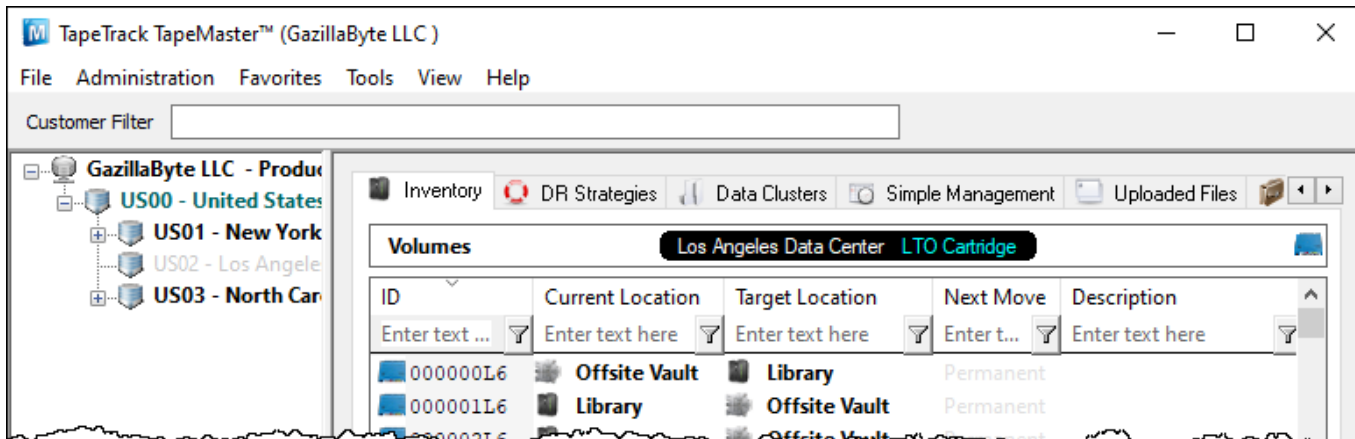 TapeTrack TapeMaster™ (GazillaByte LLC )
File Administration Favorites Tools View Help
Customer Filter
GazillaByte LLC - Produc
US00 - United States
US01 - New York
US02 - Los Angele
US03 - North Car
Inventory DR Strategies Data Clusters Simple Management Uploaded Files
Volumes Los Angeles Data Center LTO Cartridge
ID Current Location Target Location Next Move Description
Enter text ... Enter text here Enter text here Enter t... Enter text here
000000L6 Offsite Vault Library Permanent
000001L6 Library Offsite Vault Permanent
Offsite Vault